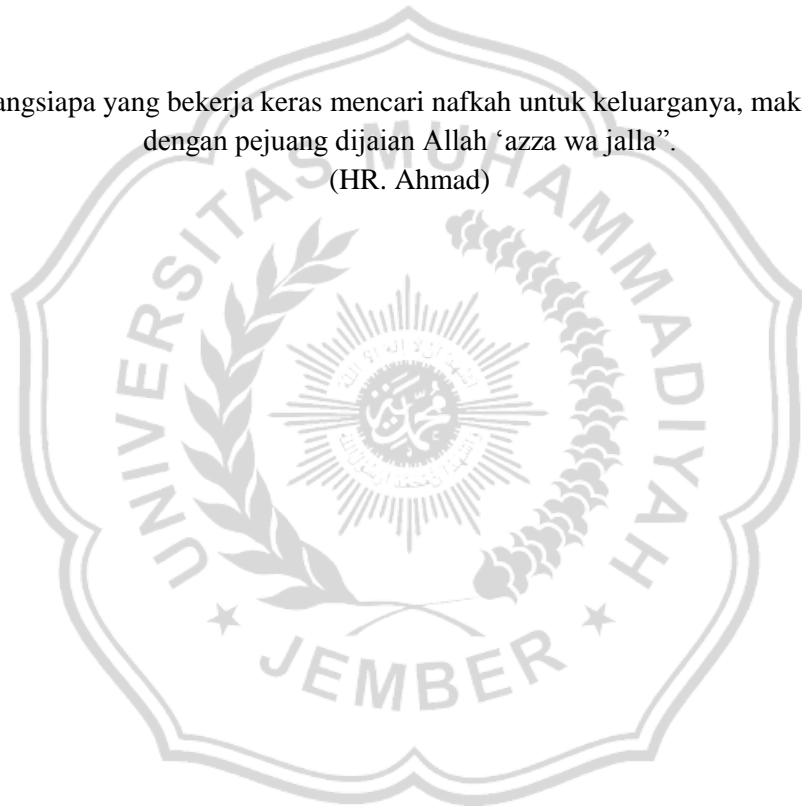 angsiapa yang bekerja keras mencari nafkah untuk keluarganya, mak
dengan pejuang dijaian Allah ‘azza wa jalla”.
(HR. Ahmad)
UNIVERSITAS MUHAMMADIYAH
JEMBER